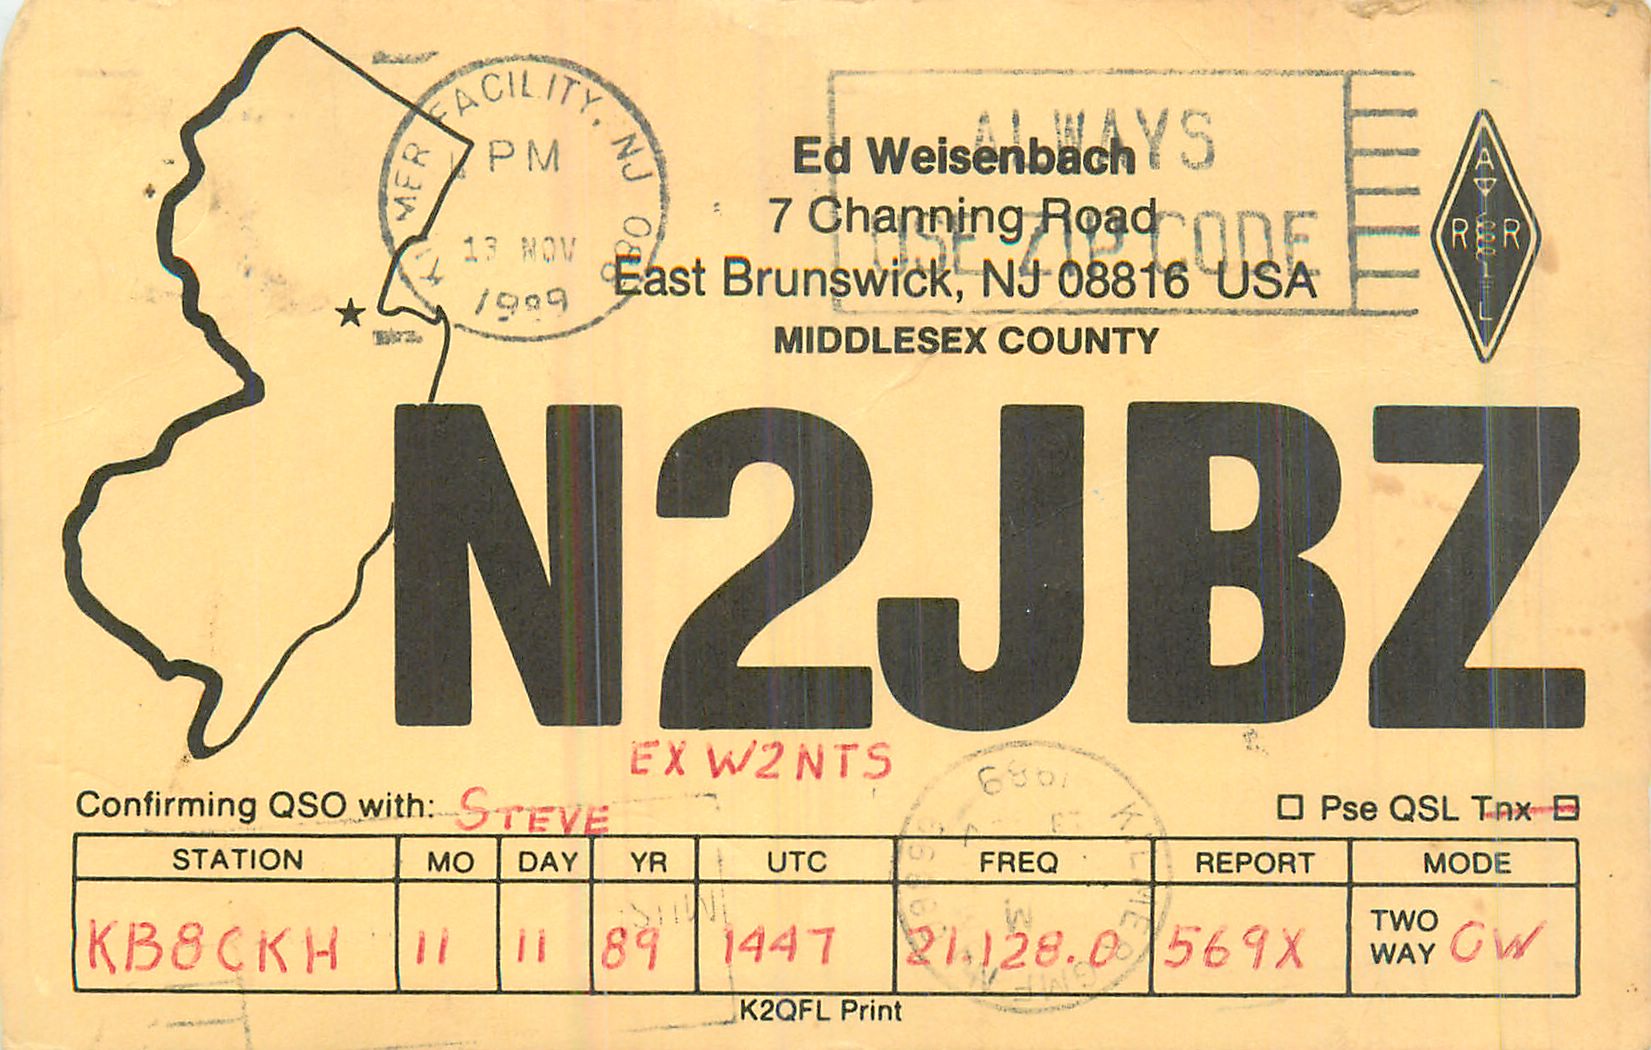 KILMER FACILITY, NJ 088
PM
13 NOV
1989
ALWAYS
USE ZIP CODE
Ed Weisenbach
7 Channing Road
East Brunswick, NJ 08816 USA
MIDDLESEX COUNTY
ARRL
N2JBZ
EX W2NTS
Confirming QSO with: STEVE
□ Pse QSL Tnx □
STATION MO DAY YR UTC FREQ REPORT MODE
KB8CKH 11 11 89 1447 21.128.0 569X TWO WAY CW
K2QFL Print